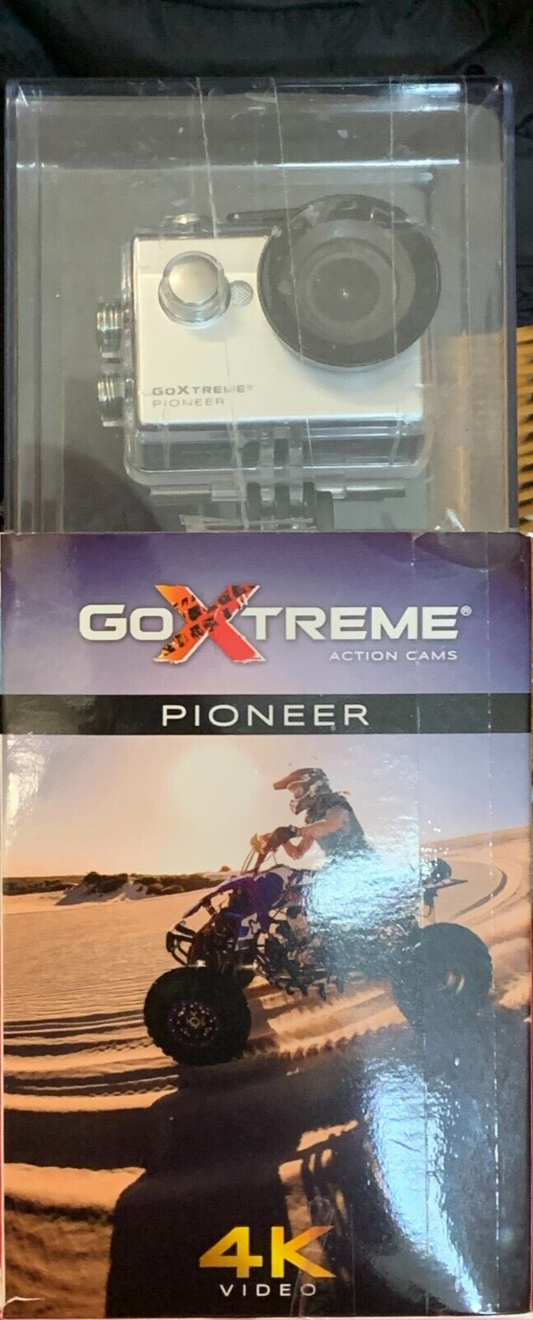 GOXTREME®
PIONEER
GOXTREME®
ACTION CAMS
PIONEER
4K
VIDEO